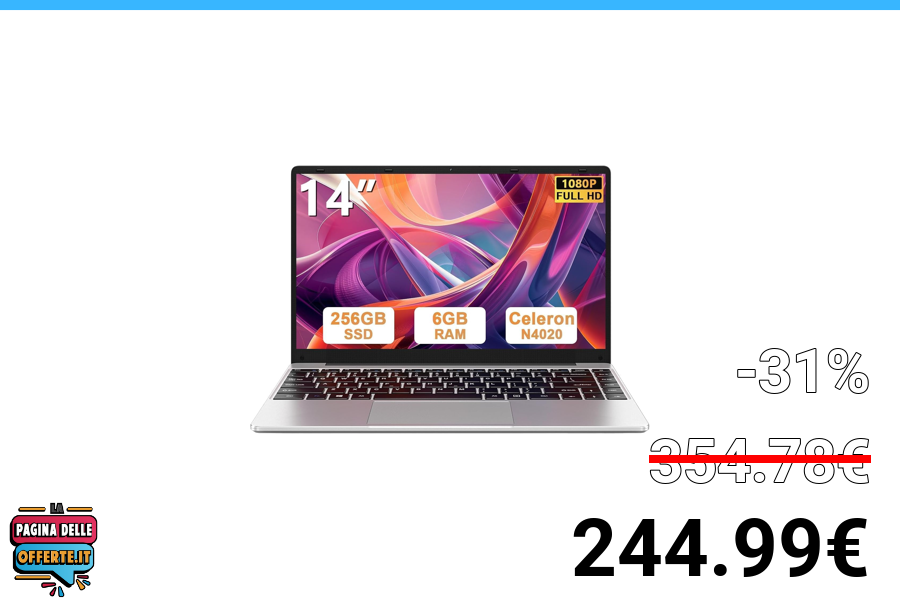 14”
1080P
FULL HD
256GB
SSD
6GB
RAM
Celeron
N4020
-31%
354.78€
244.99€
LA
PAGINA DELLE
OFFERTE.IT